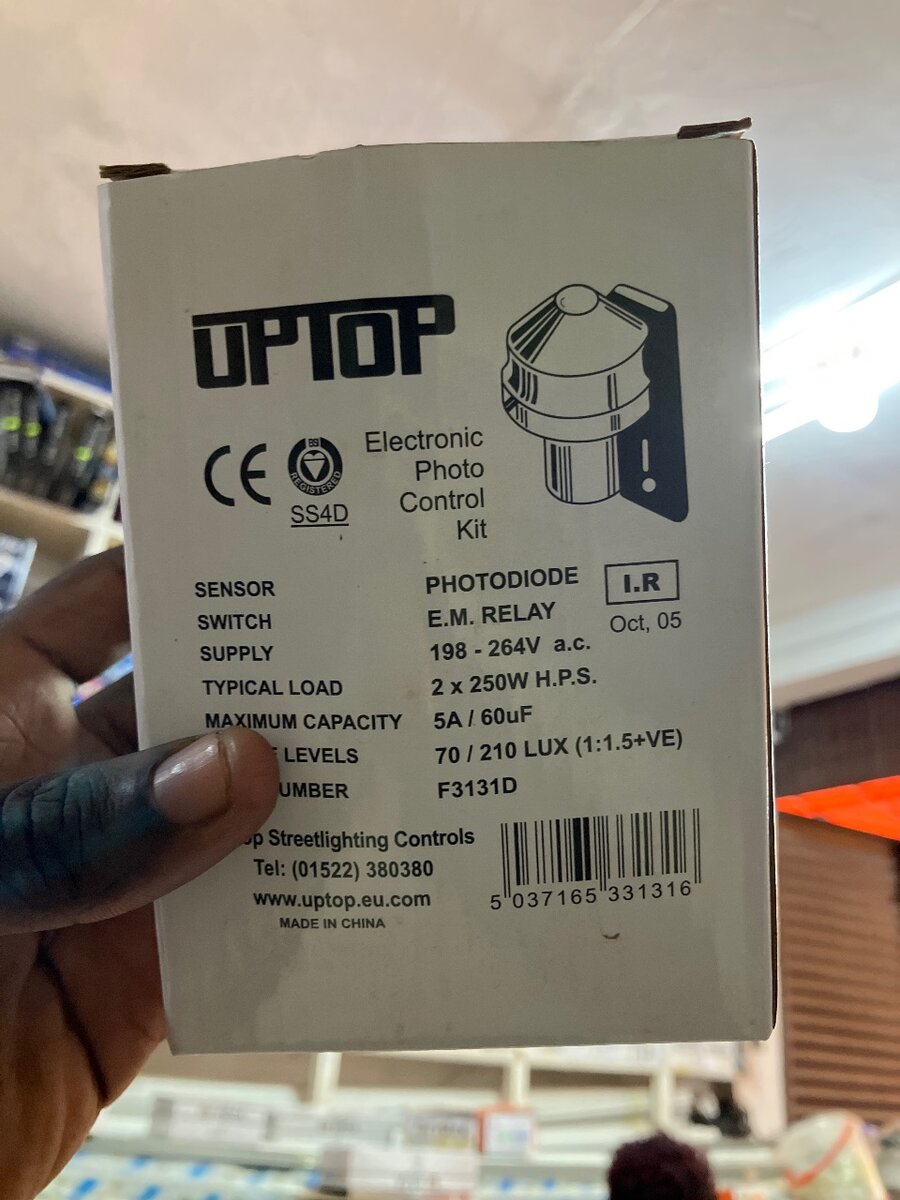 UPTOP
CE
BSI
REGISTERED
SS4D
Electronic
Photo
Control
Kit
SENSOR PHOTODIODE
I.R
Oct, 05
SWITCH E.M. RELAY
SUPPLY 198 - 264V a.c.
TYPICAL LOAD 2 x 250W H.P.S.
MAXIMUM CAPACITY 5A / 60uF
LEVELS 70 / 210 LUX (1:1.5+VE)
F3131D
Streetlighting Controls
Tel: (01522) 380380
www.uptop.eu.com
MADE IN CHINA
5 037165 331316